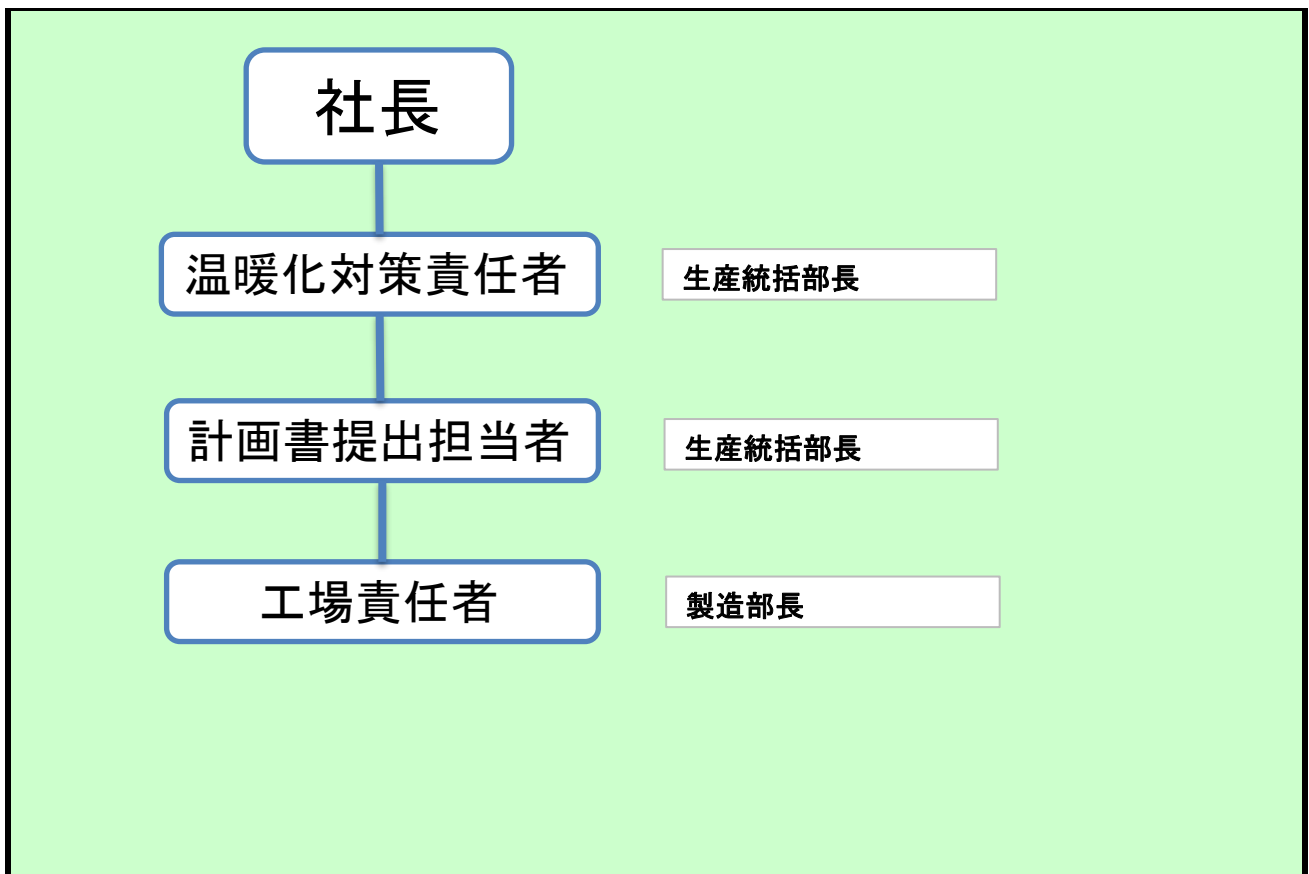 社長
温暖化対策責任者
生産統括部長
計画書提出担当者
生産統括部長
工場責任者
製造部長